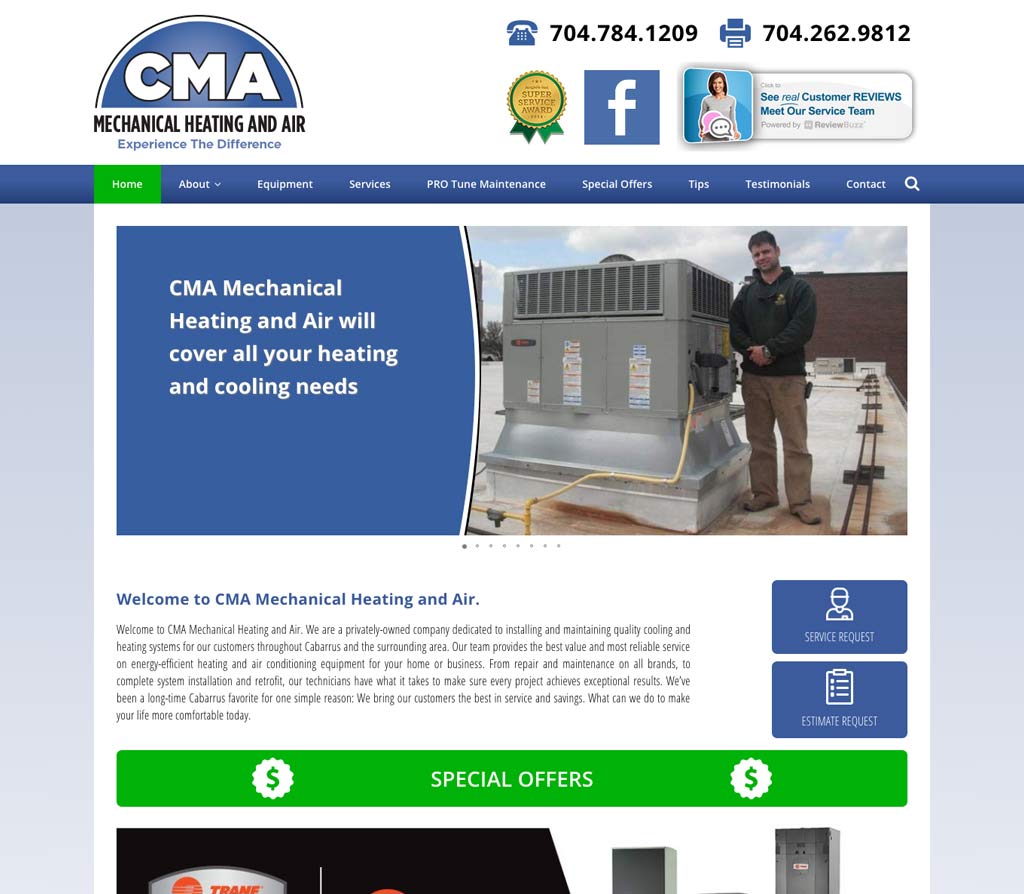 CMA
MECHANICAL HEATING AND AIR
Experience The Difference
704.784.1209
704.262.9812
SUPER
SERVICE
AWARD
f
Click to
See real Customer REVIEWS
Meet Our Service Team
Powered by ReviewBuzz
Home
About
Equipment
Services
PRO Tune Maintenance
Special Offers
Tips
Testimonials
Contact
CMA Mechanical
Heating and Air will
cover all your heating
and cooling needs
Welcome to CMA Mechanical Heating and Air.
Welcome to CMA Mechanical Heating and Air. We are a privately-owned company dedicated to installing and maintaining quality cooling and
heating systems for our customers throughout Cabarrus and the surrounding area. Our team provides the best value and most reliable service
on energy-efficient heating and air conditioning equipment for your home or business. From repair and maintenance on all brands, to
complete system installation and retrofit, our technicians have what it takes to make sure every project achieves exceptional results. We've
been a long-time Cabarrus favorite for one simple reason: We bring our customers the best in service and savings. What can we do to make
your life more comfortable today.
SERVICE REQUEST
ESTIMATE REQUEST
$
SPECIAL OFFERS
$
TRANE